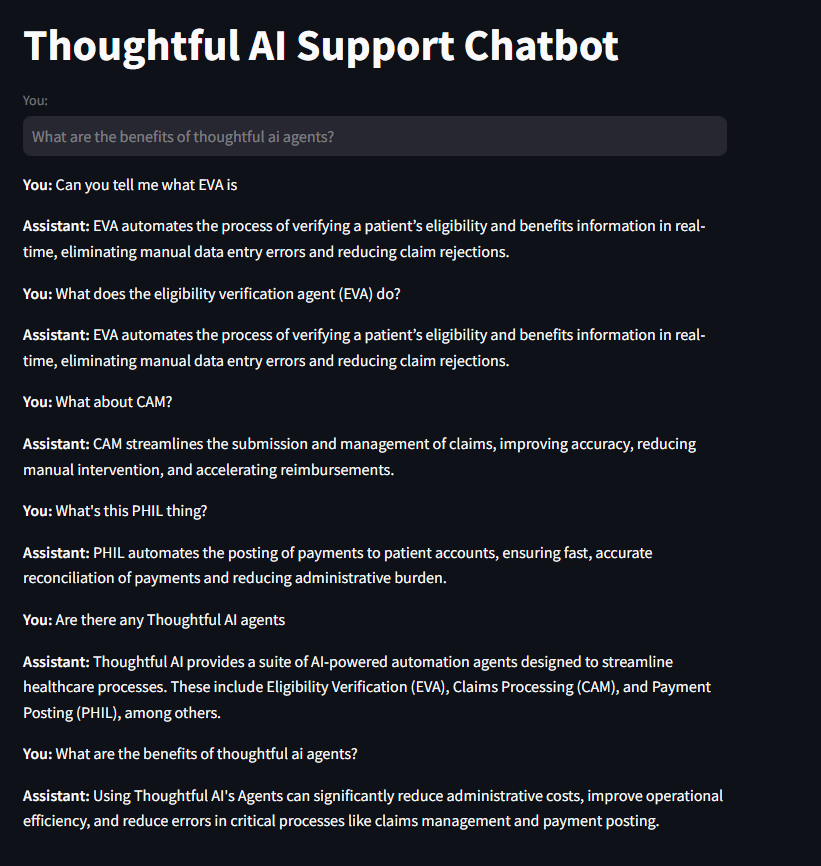 Thoughtful AI Support Chatbot
You:
What are the benefits of thoughtful ai agents?
You: Can you tell me what EVA is
Assistant: EVA automates the process of verifying a patient’s eligibility and benefits information in real-
time, eliminating manual data entry errors and reducing claim rejections.
You: What does the eligibility verification agent (EVA) do?
Assistant: EVA automates the process of verifying a patient’s eligibility and benefits information in real-
time, eliminating manual data entry errors and reducing claim rejections.
You: What about CAM?
Assistant: CAM streamlines the submission and management of claims, improving accuracy, reducing
manual intervention, and accelerating reimbursements.
You: What's this PHIL thing?
Assistant: PHIL automates the posting of payments to patient accounts, ensuring fast, accurate
reconciliation of payments and reducing administrative burden.
You: Are there any Thoughtful AI agents
Assistant: Thoughtful AI provides a suite of AI-powered automation agents designed to streamline
healthcare processes. These include Eligibility Verification (EVA), Claims Processing (CAM), and Payment
Posting (PHIL), among others.
You: What are the benefits of thoughtful ai agents?
Assistant: Using Thoughtful AI's Agents can significantly reduce administrative costs, improve operational
efficiency, and reduce errors in critical processes like claims management and payment posting.